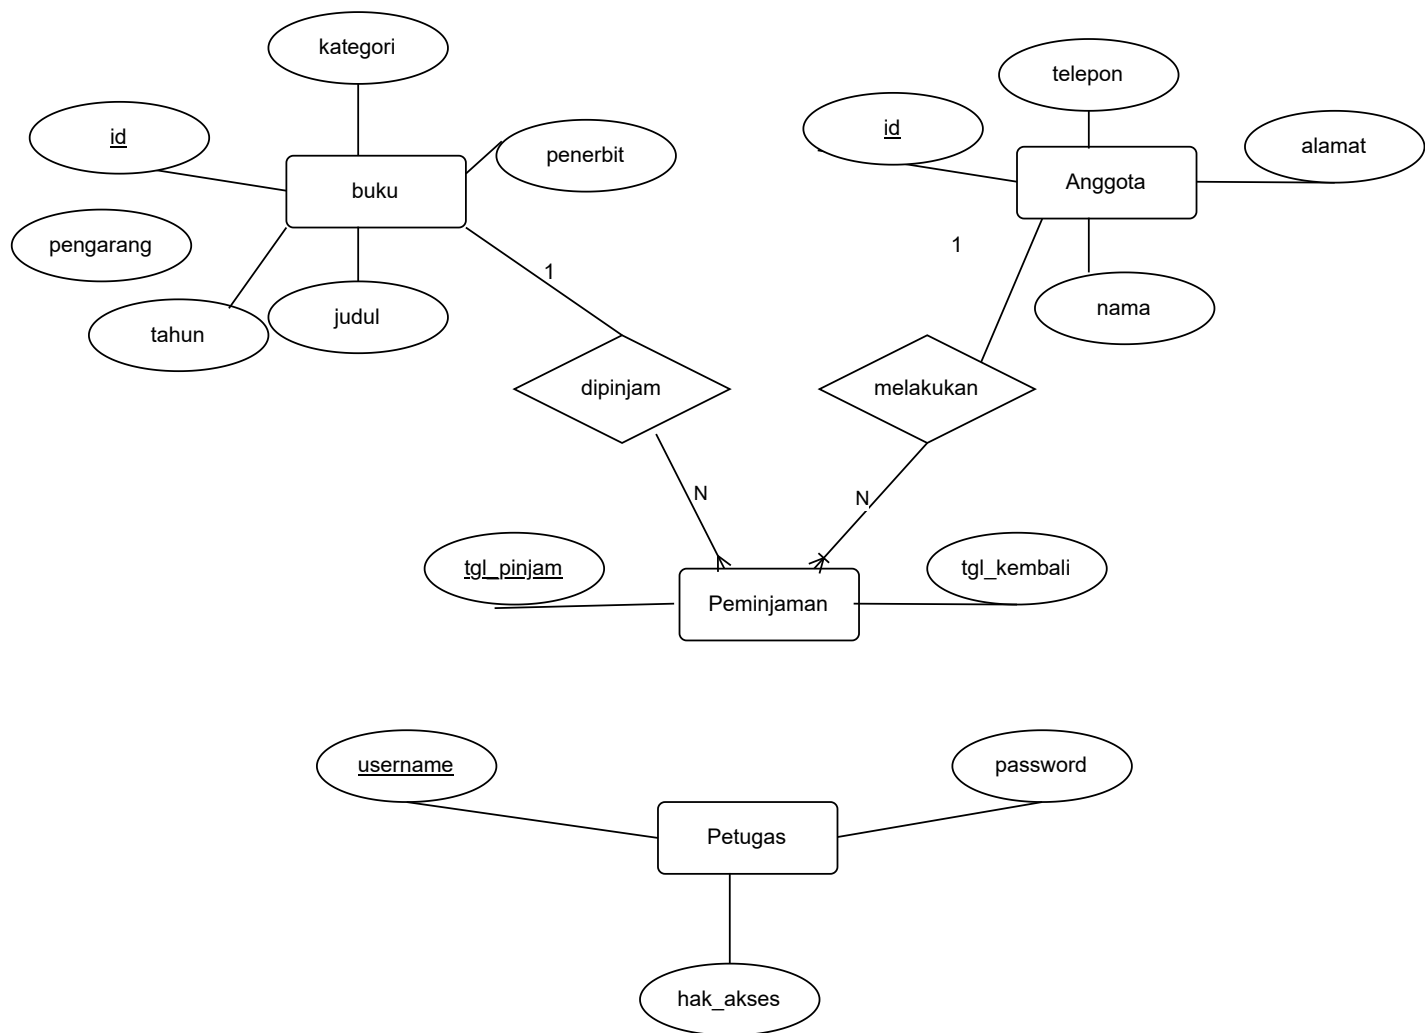 kategori
telepon
id
id
alamat
penerbit
buku
Anggota
pengarang
1
1
judul
nama
tahun
dipinjam
melakukan
N
N
tgl_pinjam
tgl_kembali
Peminjaman
username
password
Petugas
hak_akses